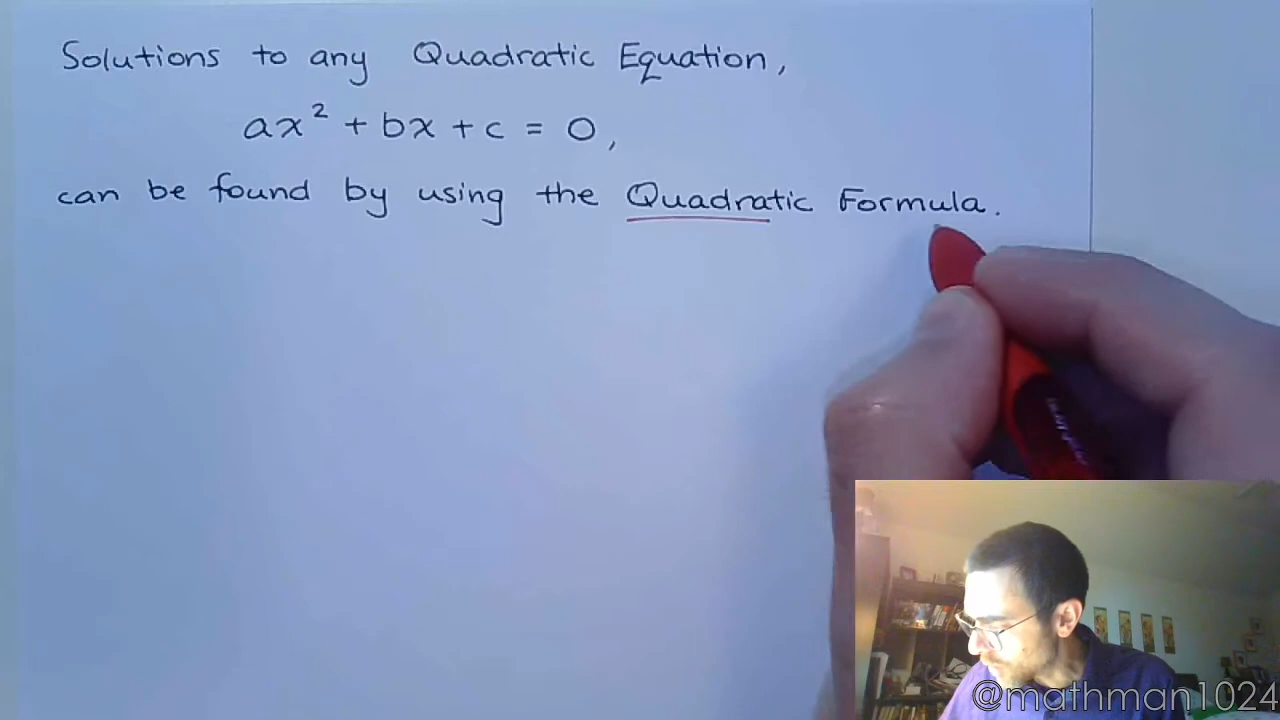 Solutions to any Quadratic Equation,
ax² + bx + c = 0,
can be found by using the Quadratic Formula.
@mathman1024